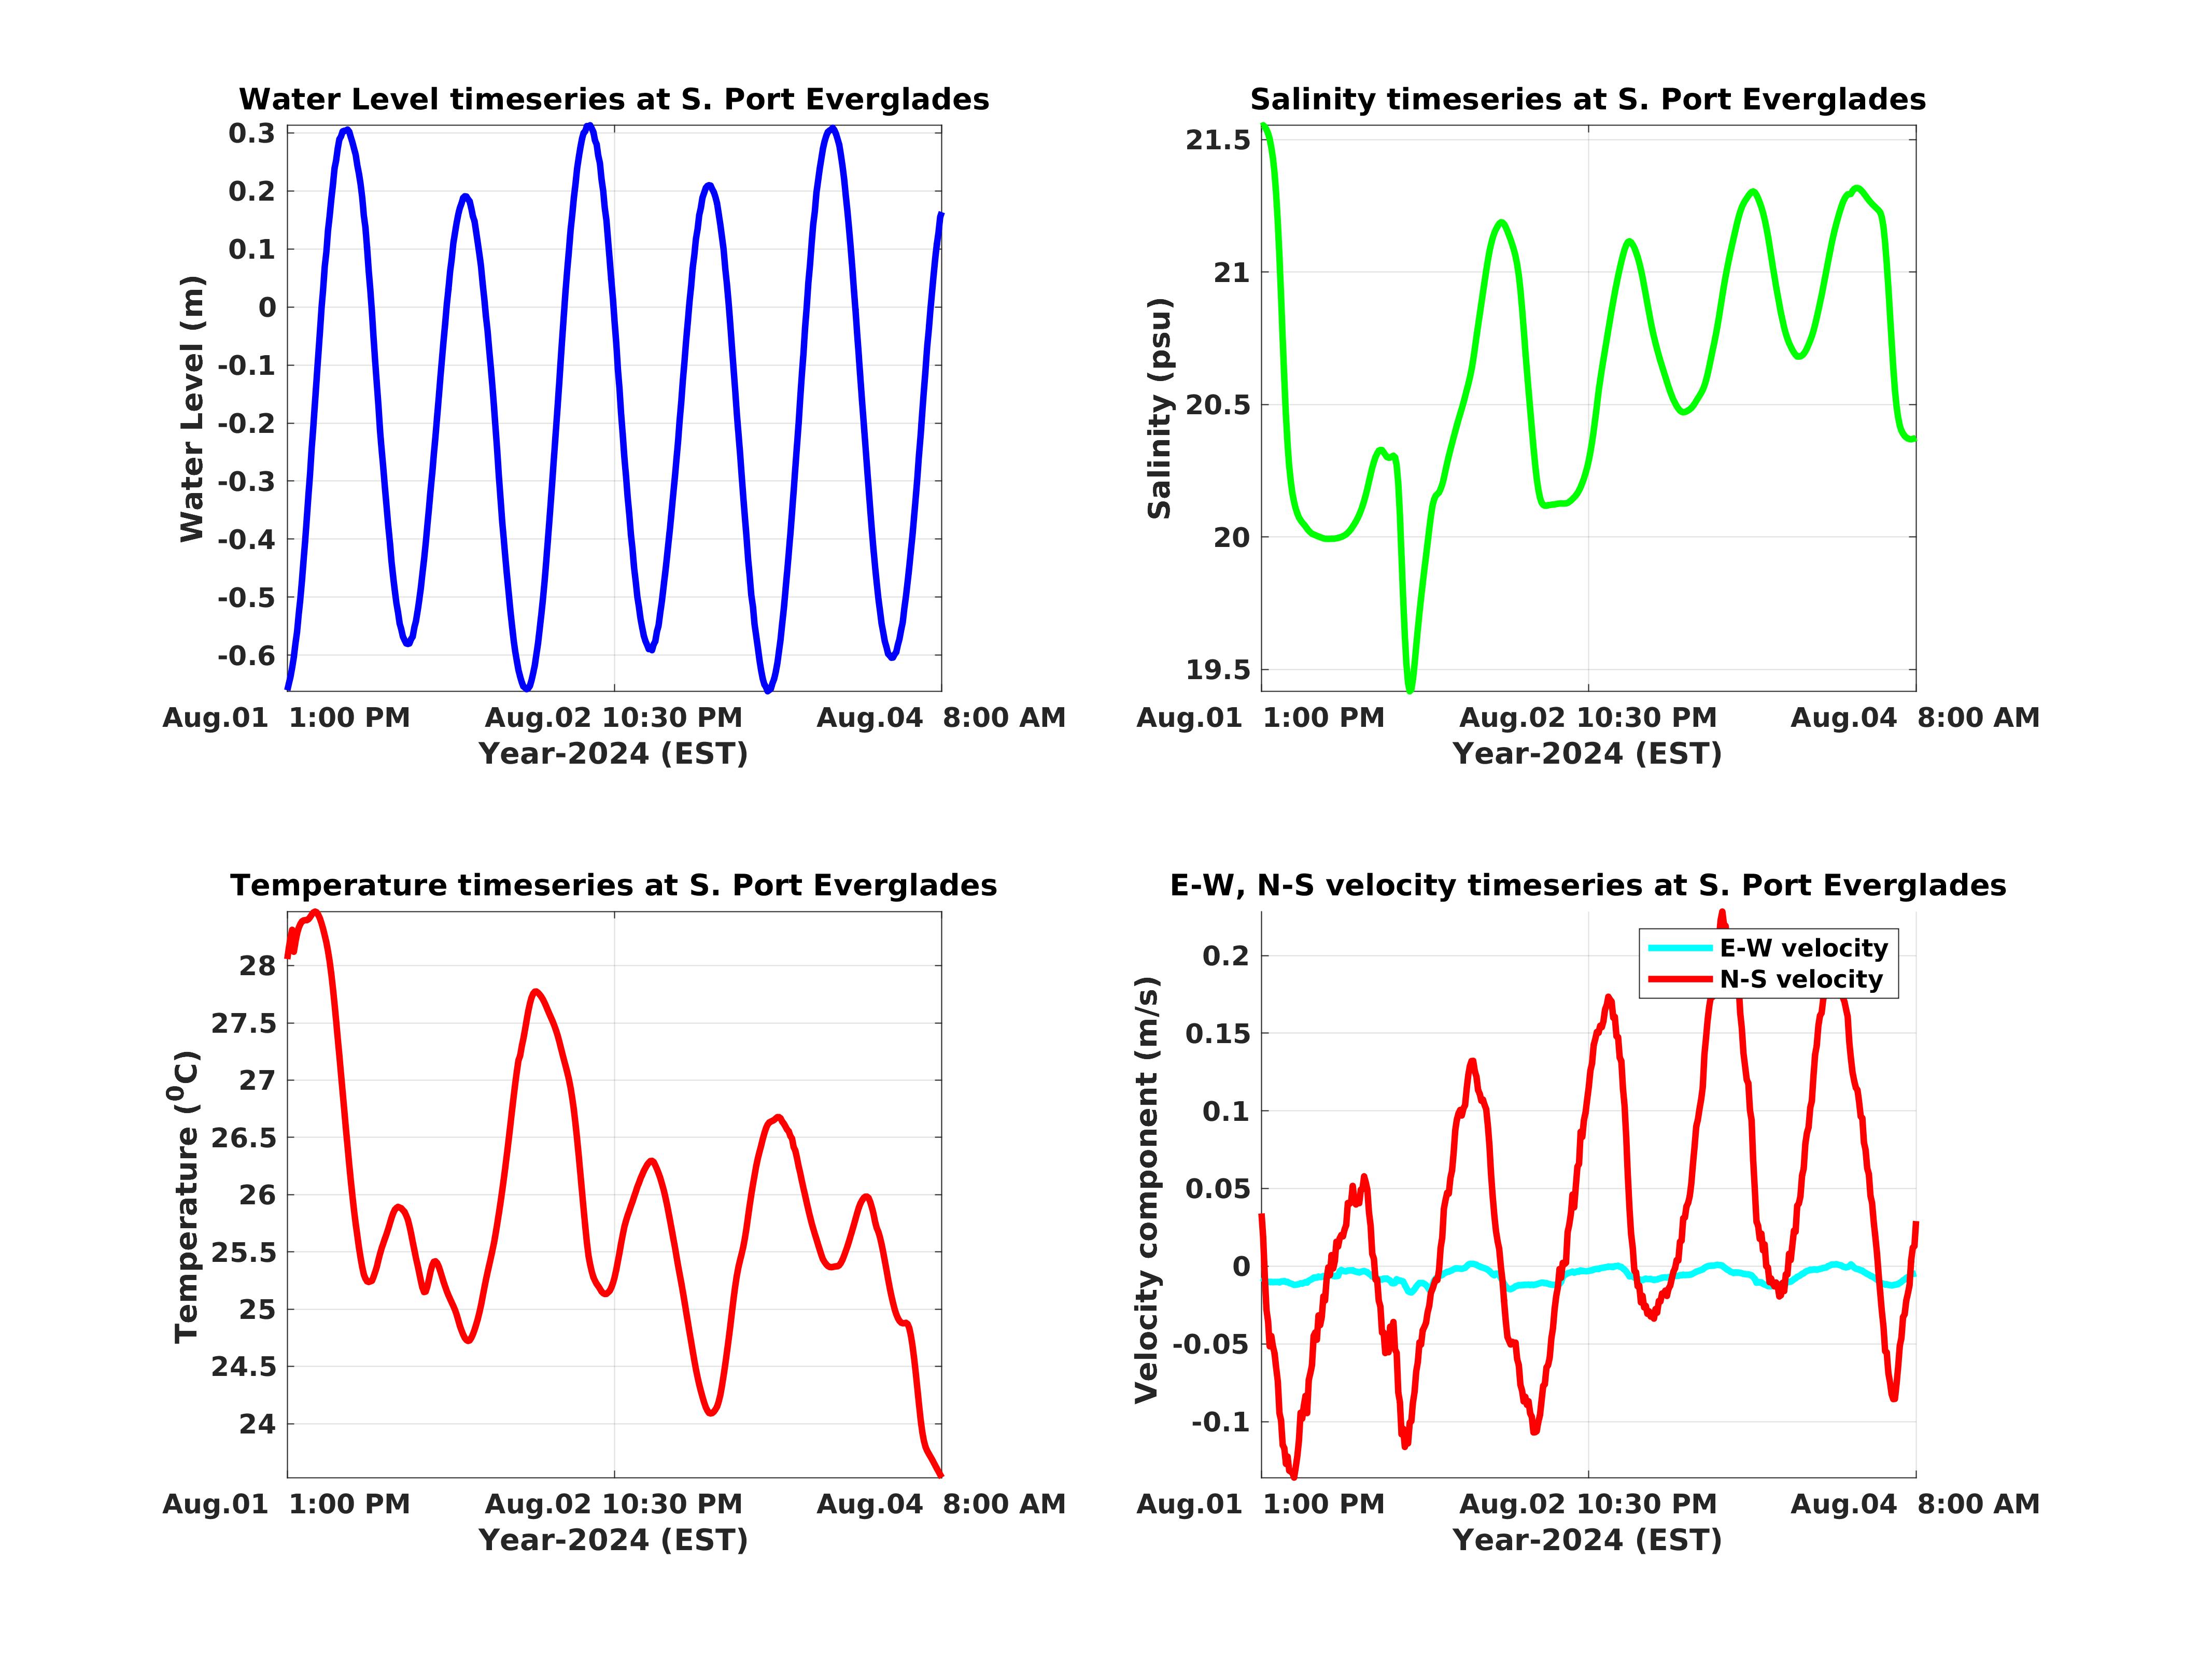 Water Level timeseries at S. Port Everglades
0.3
0.2
0.1
0
-0.1
-0.2
-0.3
-0.4
-0.5
-0.6
Water Level (m)
Aug.01 1:00 PM Aug.02 10:30 PM Aug.04 8:00 AM
Year-2024 (EST)
Salinity timeseries at S. Port Everglades
21.5
21
20.5
20
19.5
Salinity (psu)
Aug.01 1:00 PM Aug.02 10:30 PM Aug.04 8:00 AM
Year-2024 (EST)
Temperature timeseries at S. Port Everglades
28
27.5
27
26.5
26
25.5
25
24.5
24
Temperature (⁰C)
Aug.01 1:00 PM Aug.02 10:30 PM Aug.04 8:00 AM
Year-2024 (EST)
E-W, N-S velocity timeseries at S. Port Everglades
E-W velocity
N-S velocity
0.2
0.15
0.1
0.05
0
-0.05
-0.1
Velocity component (m/s)
Aug.01 1:00 PM Aug.02 10:30 PM Aug.04 8:00 AM
Year-2024 (EST)